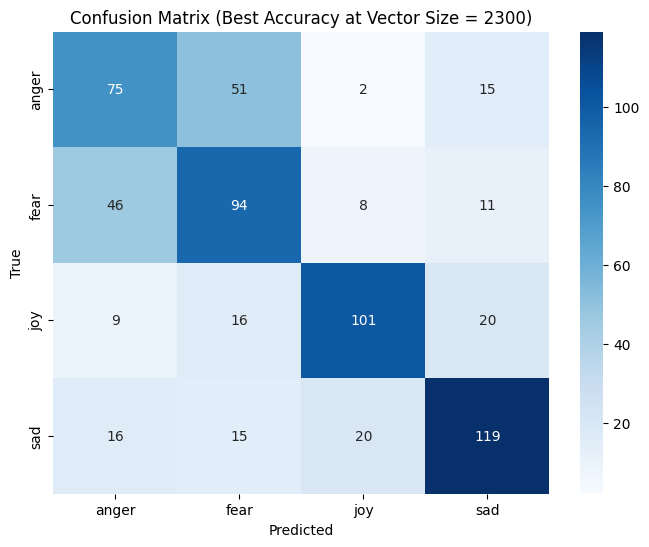 Confusion Matrix (Best Accuracy at Vector Size = 2300)
anger 75 51 2 15
fear 46 94 8 11
joy 9 16 101 20
sad 16 15 20 119
anger fear joy sad
Predicted
True
100
80
60
40
20